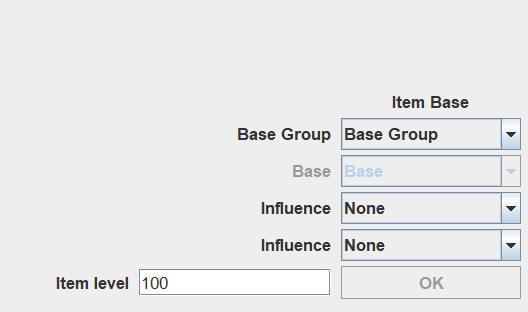 Item Base
Base Group Base Group
Base Base
Influence None
Influence None
Item level 100 OK